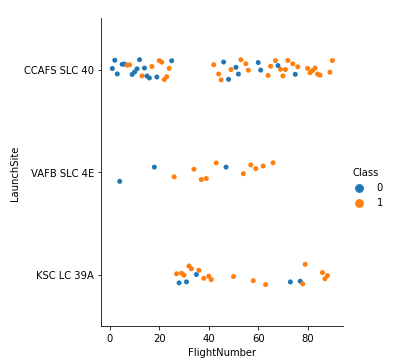 CCAFS SLC 40
VAFB SLC 4E
KSC LC 39A
LaunchSite
0 20 40 60 80
FlightNumber
Class
0
1